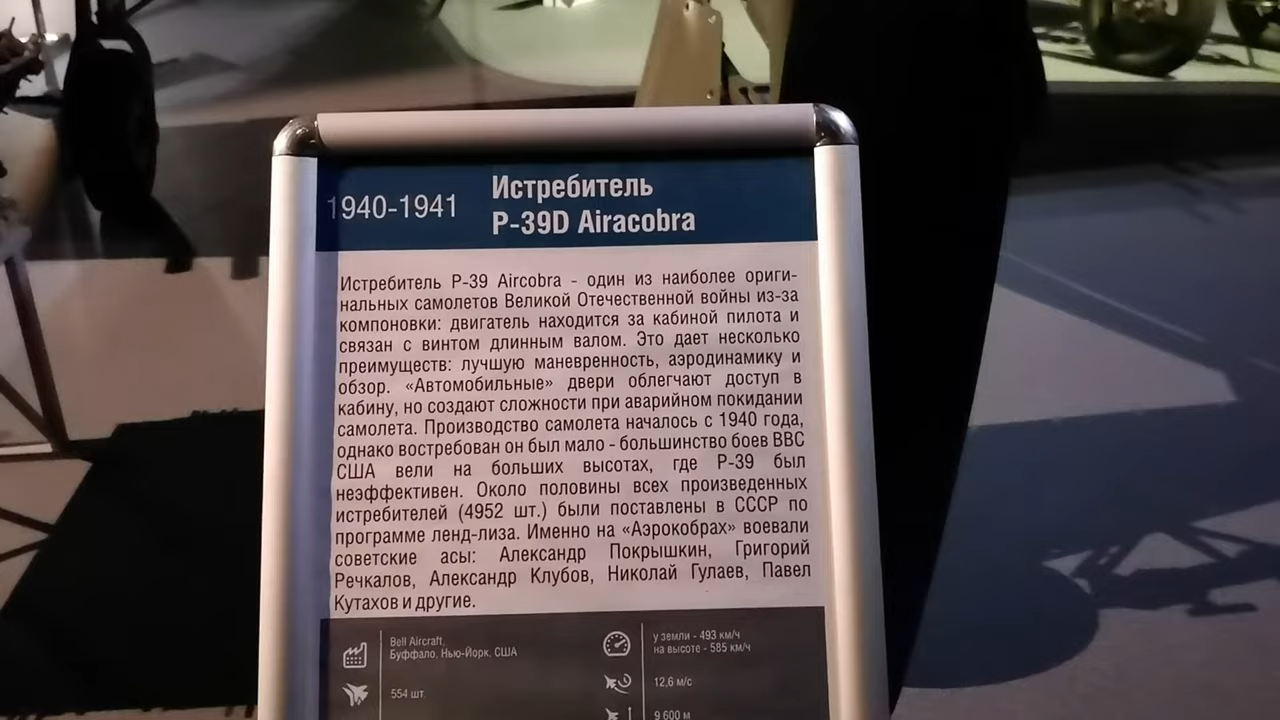 1940-1941
Истребитель
P-39D Airacobra
Истребитель P-39 Aircobra - один из наиболее ориги-
нальных самолетов Великой Отечественной войны из-за
компоновки: двигатель находится за кабиной пилота и
связан с винтом длинным валом. Это дает несколько
преимуществ: лучшую маневренность, аэродинамику и
обзор. «Автомобильные» двери облегчают доступ в
кабину, но создают сложности при аварийном покидании
самолета. Производство самолета началось с 1940 года,
однако востребован он был мало - большинство боев ВВС
США вели на больших высотах, где P-39 был
неэффективен. Около половины всех произведенных
истребителей (4952 шт.) были поставлены в СССР по
программе ленд-лиза. Именно на «Аэрокобрах» воевали
советские асы: Александр Покрышкин, Григорий
Речкалов, Александр Клубов, Николай Гулаев, Павел
Кутахов и другие.
Bell Aircraft,
Буффало, Нью-Йорк, США
554 шт.
у земли - 493 км/ч
на высоте - 585 км/ч
12,6 м/с
9 600 м